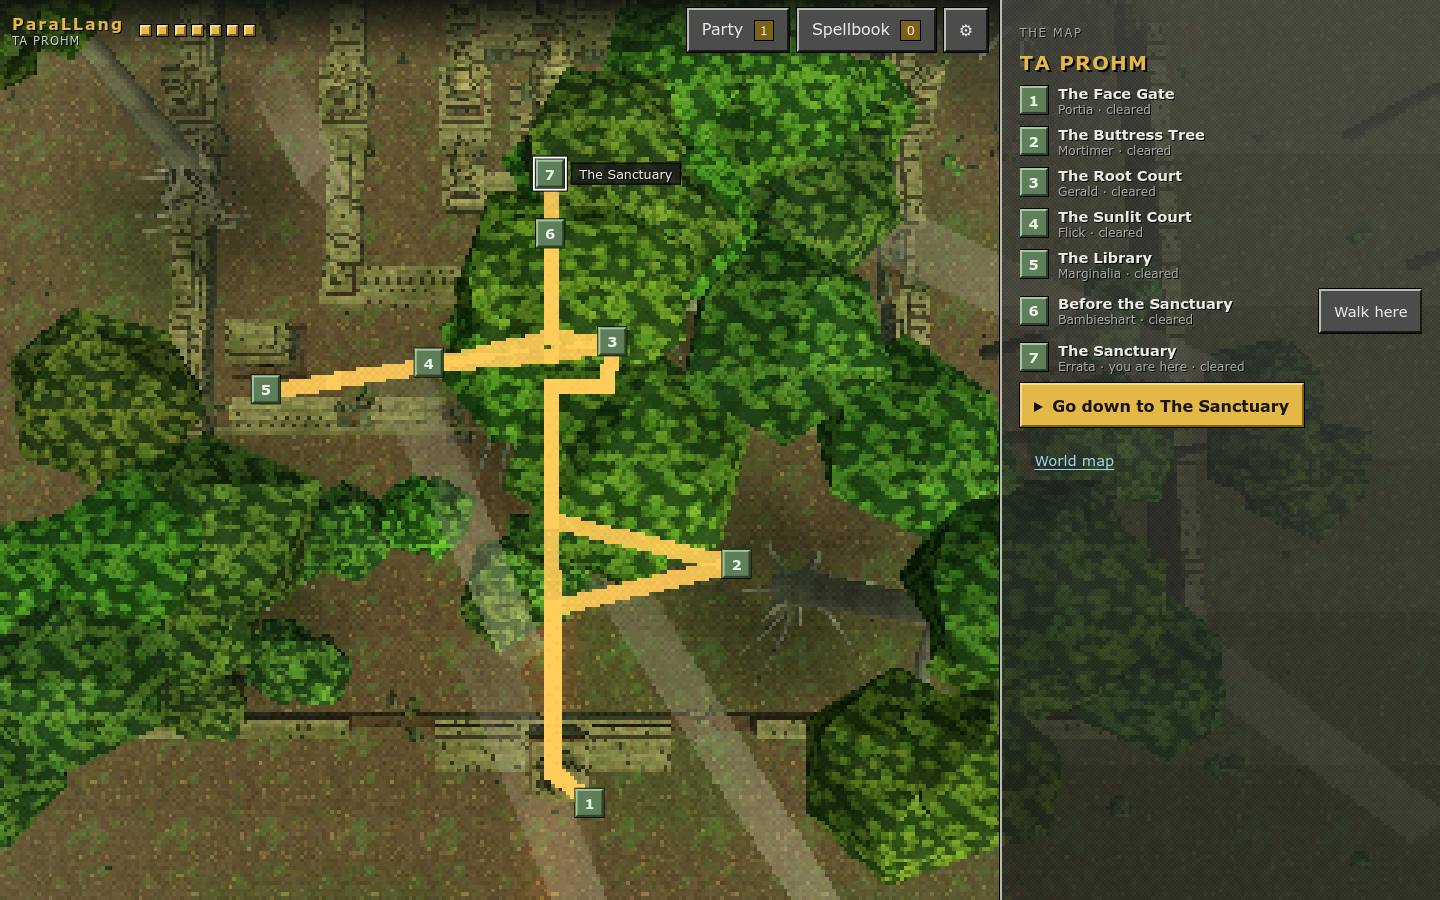 ParaLLang
TA PROHM
Party 1
Spellbook 0
⚙
7 The Sanctuary
6
3
4
5
2
1
THE MAP
TA PROHM
1 The Face Gate
Portia · cleared
2 The Buttress Tree
Mortimer · cleared
3 The Root Court
Gerald · cleared
4 The Sunlit Court
Flick · cleared
5 The Library
Marginalia · cleared
6 Before the Sanctuary
Bambieshart · cleared
Walk here
7 The Sanctuary
Errata · you are here · cleared
▸ Go down to The Sanctuary
World map